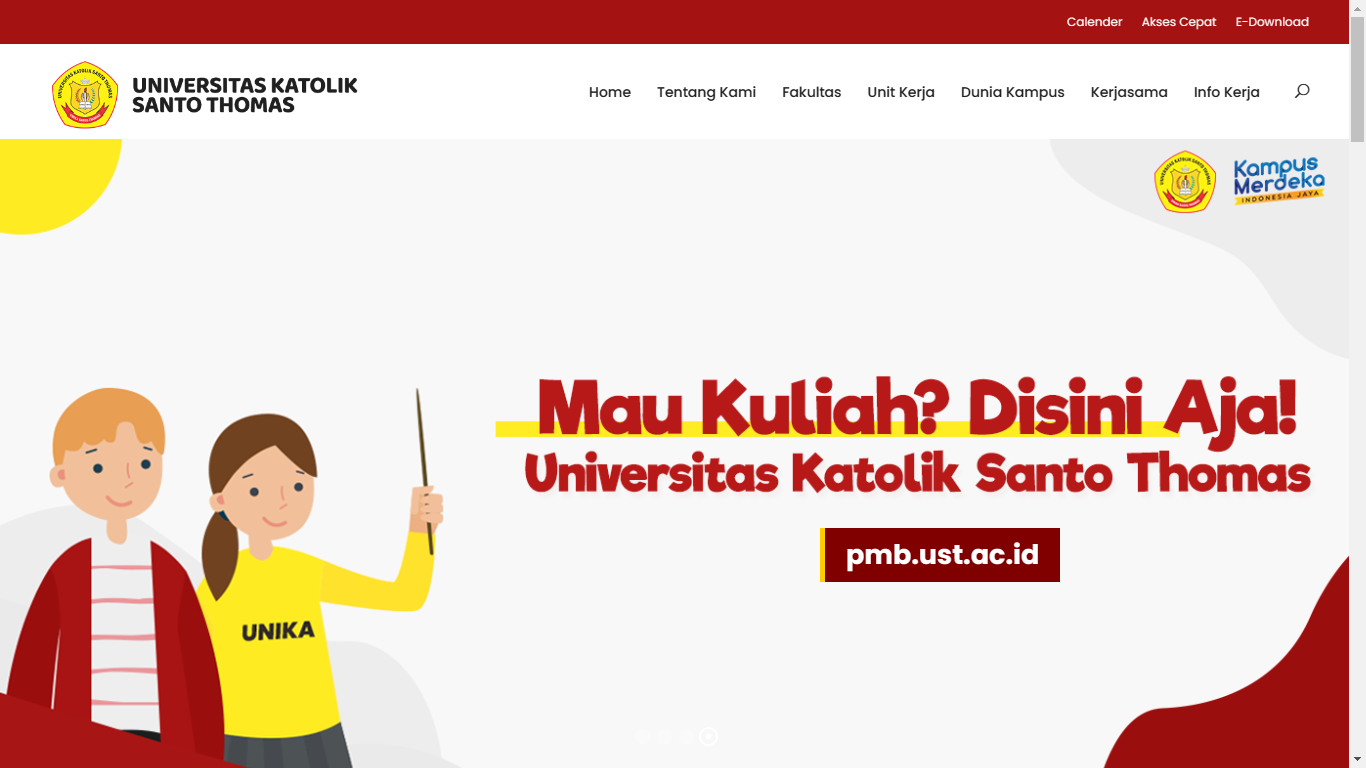 Calender Akses Cepat E-Download
UNIVERSITAS KATOLIK
SANTO THOMAS
Home Tentang Kami Fakultas Unit Kerja Dunia Kampus Kerjasama Info Kerja
Kampus
Merdeka
INDONESIA JAYA
Mau Kuliah? Disini Aja!
Universitas Katolik Santo Thomas
pmb.ust.ac.id
UNIKA